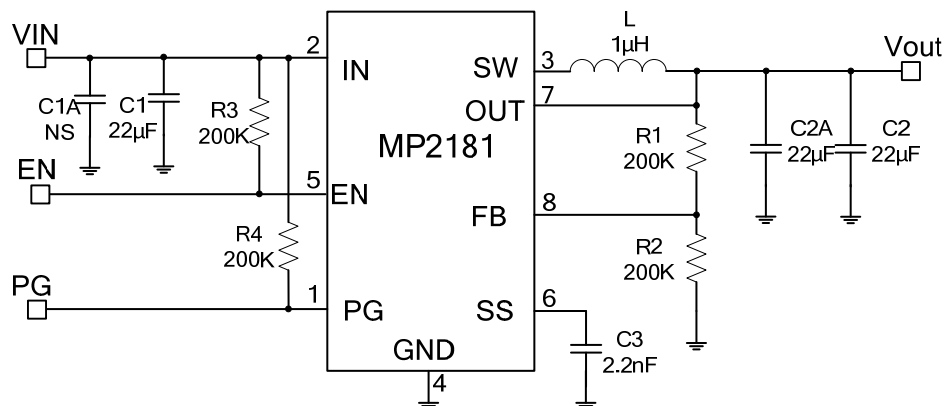 VIN
2
IN
C1A
NS
C1
22µF
R3
200K
EN
5
EN
R4
200K
PG
1
PG
MP2181
GND
4
SW
3
L
1µH
Vout
OUT
7
R1
200K
C2A
22µF
C2
22µF
FB
8
R2
200K
SS
6
C3
2.2nF